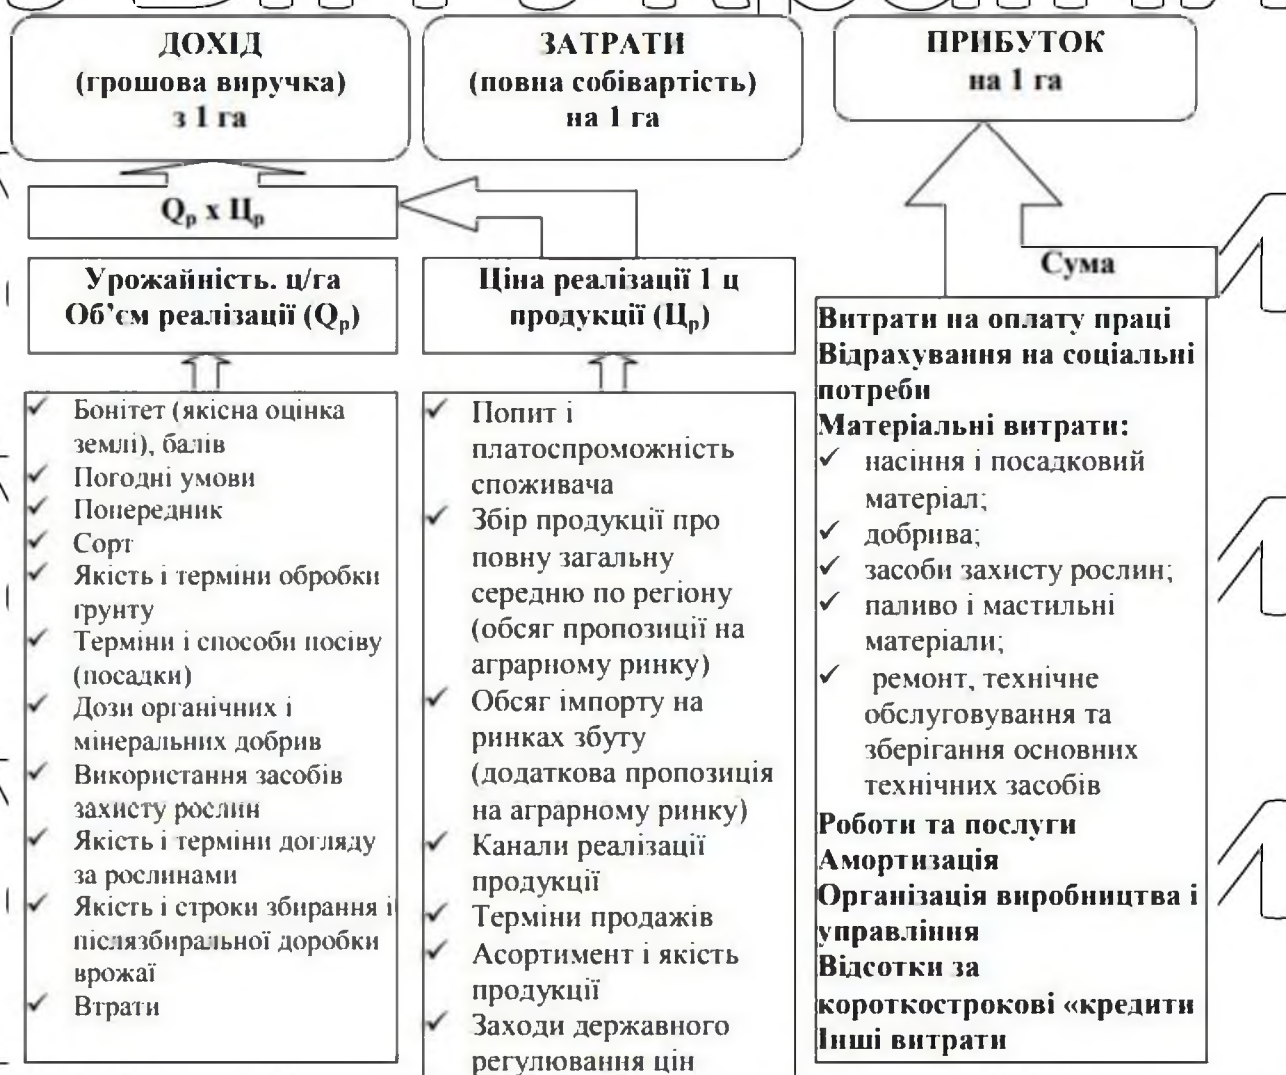 ДОХІД
(грошова виручка)
з 1 га
ЗАТРАТИ
(повна собівартість)
на 1 га
ПРИБУТОК
на 1 га
Qр х Цр
Сума
Урожайність. ц/га
Об'єм реалізації (Qр)
Ціна реалізації 1 ц
продукції (Цр)
✓ Бонітет (якісна оцінка
землі), балів
✓ Погодні умови
✓ Попередник
✓ Сорт
✓ Якість і терміни обробки
грунту
✓ Терміни і способи посіву
(посадки)
✓ Дози органічних і
мінеральних добрив
✓ Використання засобів
захисту рослин
✓ Якість і терміни догляду
за рослинами
✓ Якість і строки збирання і
післязбиральної доробки
врожаї
✓ Втрати
✓ Попит і
платоспроможність
споживача
✓ Збір продукції про
повну загальну
середню по регіону
(обсяг пропозиції на
аграрному ринку)
✓ Обсяг імпорту на
ринках збуту
(додаткова пропозиція
на аграрному ринку)
✓ Канали реалізації
продукції
✓ Терміни продажів
✓ Асортимент і якість
продукції
✓ Заходи державного
регулювання цін
Витрати на оплату праці
Відрахування на соціальні
потреби
Матеріальні витрати:
✓ насіння і посадковий
матеріал;
✓ добрива;
✓ засоби захисту рослин;
✓ паливо і мастильні
матеріали;
✓ ремонт, технічне
обслуговування та
зберігання основних
технічних засобів
Роботи та послуги
Амортизація
Організація виробництва і
управління
Відсотки за
короткострокові «кредити
Інші витрати